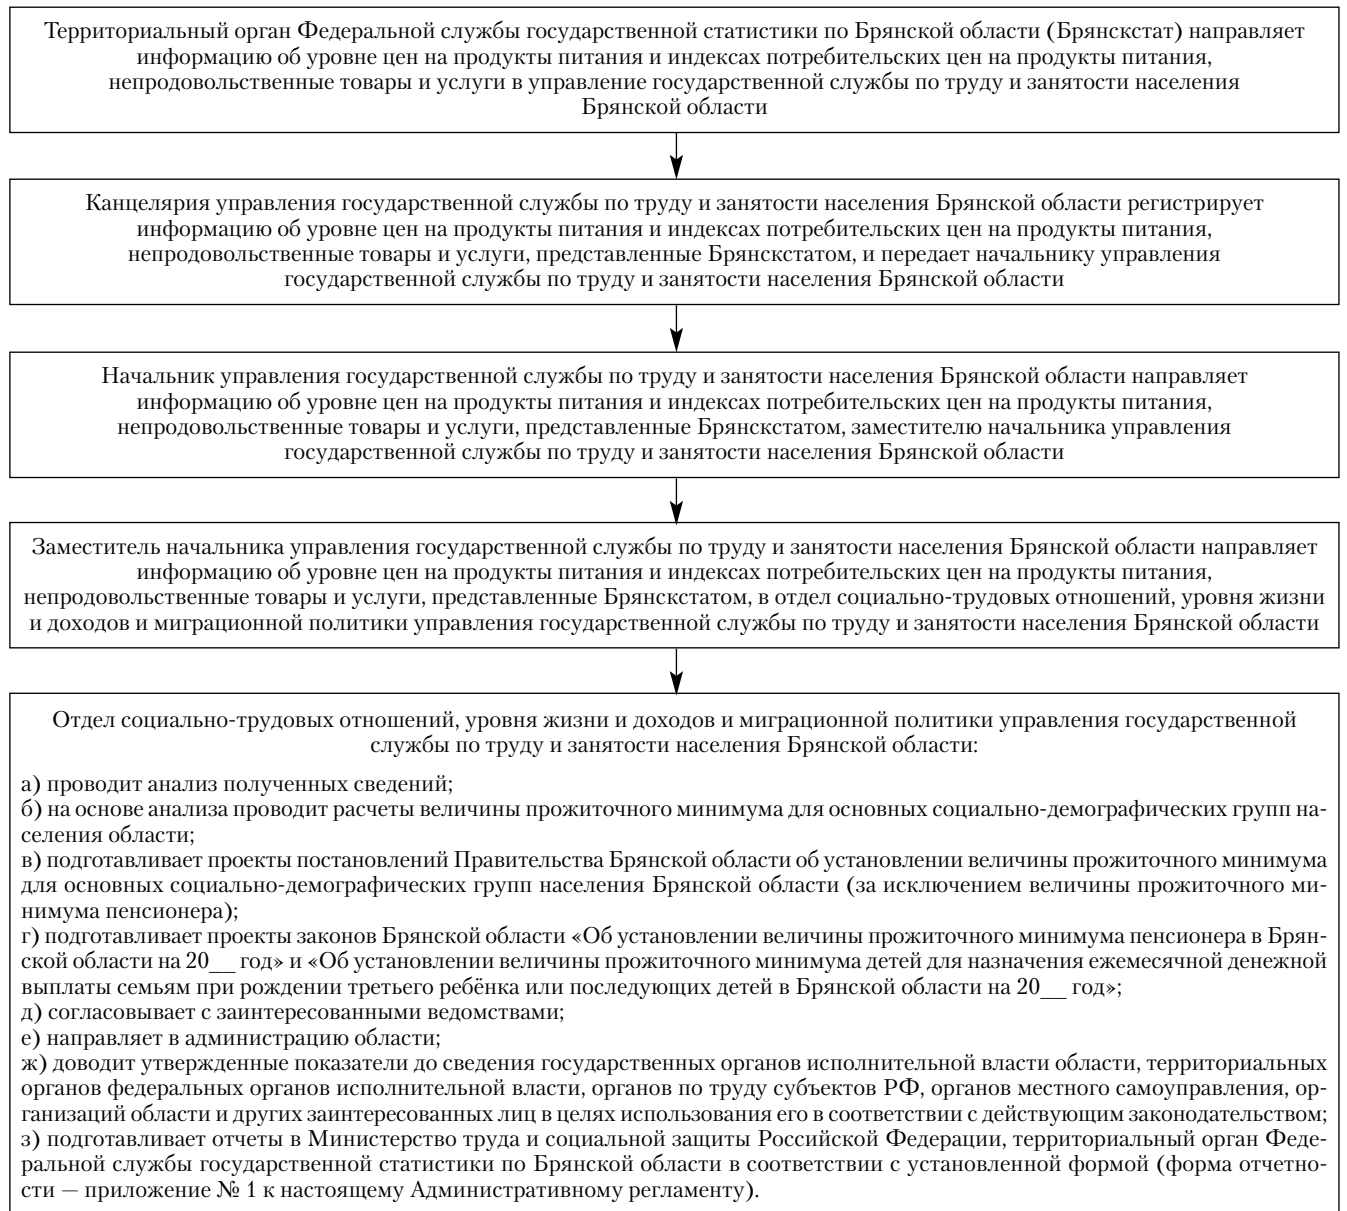 Территориальный орган Федеральной службы государственной статистики по Брянской области (Брянскстат) направляет
информацию об уровне цен на продукты питания и индексах потребительских цен на продукты питания,
непродовольственные товары и услуги в управление государственной службы по труду и занятости населения
Брянской области
Канцелярия управления государственной службы по труду и занятости населения Брянской области регистрирует
информацию об уровне цен на продукты питания и индексах потребительских цен на продукты питания,
непродовольственные товары и услуги, представленные Брянскстатом, и передает начальнику управления
государственной службы по труду и занятости населения Брянской области
Начальник управления государственной службы по труду и занятости населения Брянской области направляет
информацию об уровне цен на продукты питания и индексах потребительских цен на продукты питания,
непродовольственные товары и услуги, представленные Брянскстатом, заместителю начальника управления
государственной службы по труду и занятости населения Брянской области
Заместитель начальника управления государственной службы по труду и занятости населения Брянской области направляет
информацию об уровне цен на продукты питания и индексах потребительских цен на продукты питания,
непродовольственные товары и услуги, представленные Брянскстатом, в отдел социально-трудовых отношений, уровня жизни
и доходов и миграционной политики управления государственной службы по труду и занятости населения Брянской области
Отдел социально-трудовых отношений, уровня жизни и доходов и миграционной политики управления государственной
службы по труду и занятости населения Брянской области:
а) проводит анализ полученных сведений;
б) на основе анализа проводит расчеты величины прожиточного минимума для основных социально-демографических групп на-
селения области;
в) подготавливает проекты постановлений Правительства Брянской области об установлении величины прожиточного минимума
для основных социально-демографических групп населения Брянской области (за исключением величины прожиточного ми-
нимума пенсионера);
г) подготавливает проекты законов Брянской области «Об установлении величины прожиточного минимума пенсионера в Брян-
ской области на 20__ год» и «Об установлении величины прожиточного минимума детей для назначения ежемесячной денежной
выплаты семьям при рождении третьего ребёнка или последующих детей в Брянской области на 20__ год»;
д) согласовывает с заинтересованными ведомствами;
е) направляет в администрацию области;
ж) доводит утвержденные показатели до сведения государственных органов исполнительной власти области, территориальных
органов федеральных органов исполнительной власти, органов по труду субъектов РФ, органов местного самоуправления, ор-
ганизаций области и других заинтересованных лиц в целях использования его в соответствии с действующим законодательством;
з) подготавливает отчеты в Министерство труда и социальной защиты Российской Федерации, территориальный орган Феде-
ральной службы государственной статистики по Брянской области в соответствии с установленной формой (форма отчетно-
сти — приложение № 1 к настоящему Административному регламенту).